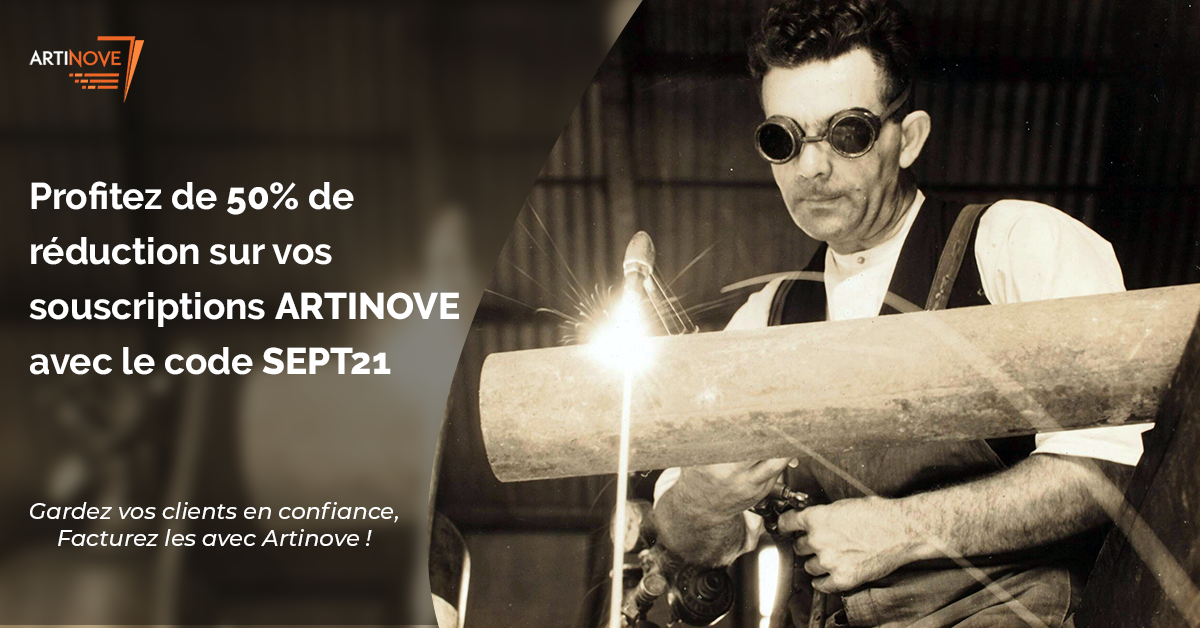 ARTINOVE
Profitez de 50% de
réduction sur vos
souscriptions ARTINOVE
avec le code SEPT21
Gardez vos clients en confiance,
Facturez les avec Artinove !